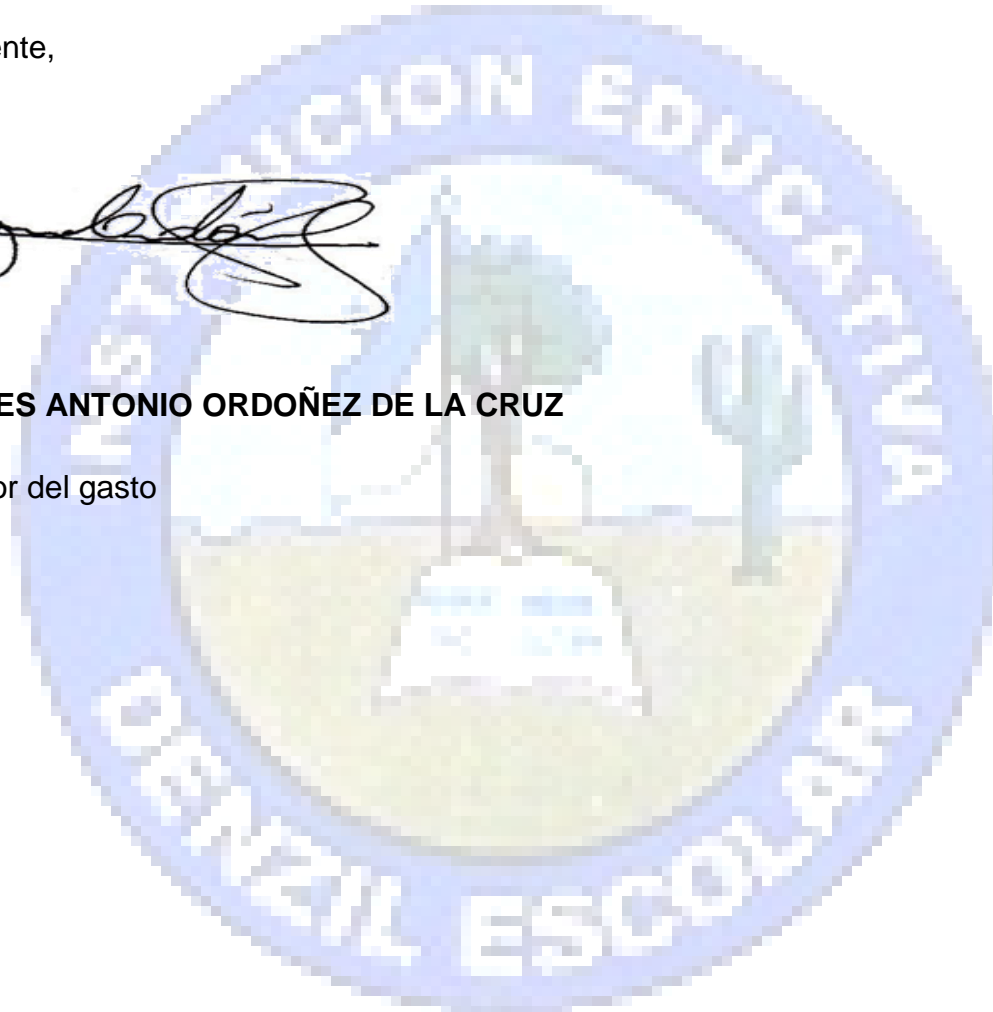 ente,
ES ANTONIO ORDOÑEZ DE LA CRUZ
or del gasto
INSTITUCION EDUCATIVA
DENZIL ESCOLAR